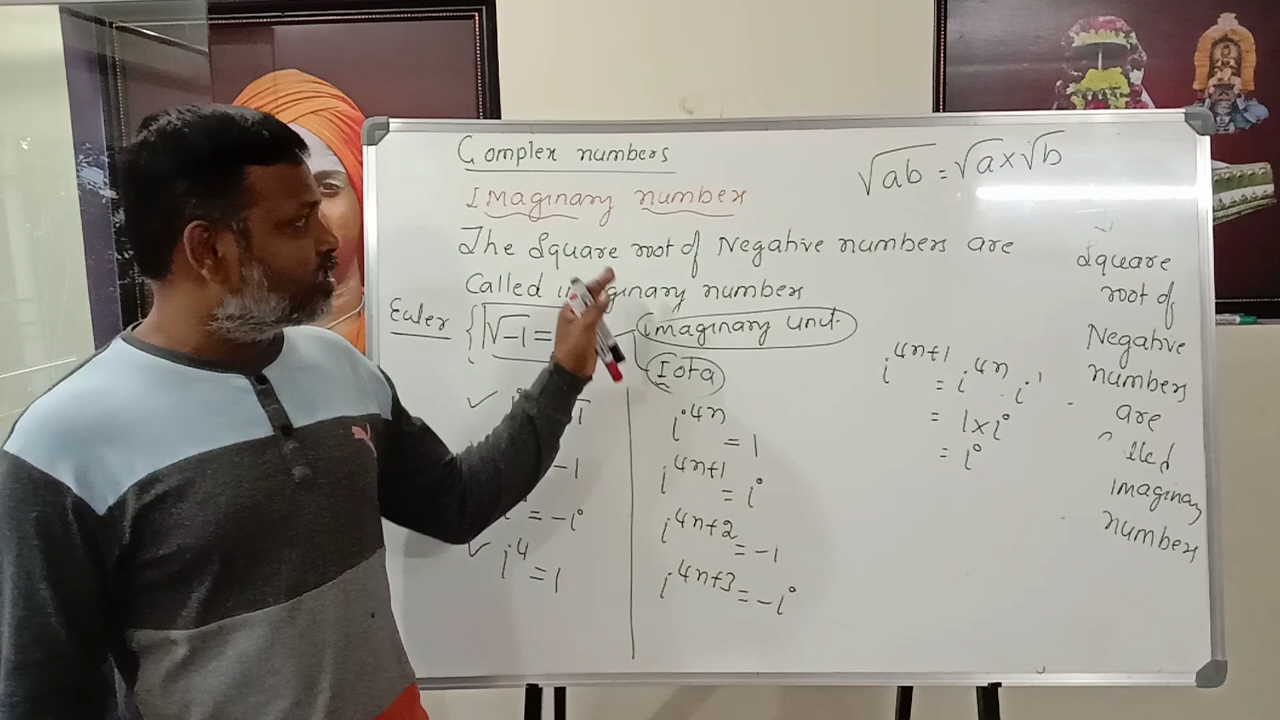 Complex numbers
Imaginary number
The Square root of Negative numbers are
Called numbers
Euler
√-1 =
Imaginary unit
Iota
= -1
= -i
i^4 = 1
i^4n = 1
i^4n+1 = i
i^4n+2 = -1
i^4n+3 = -i
√ab = √a × √b
i^4n+1 = i^4n . i^1
= 1 × i
= i
Square
root of
Negative
numbers
are
imaginary
numbers